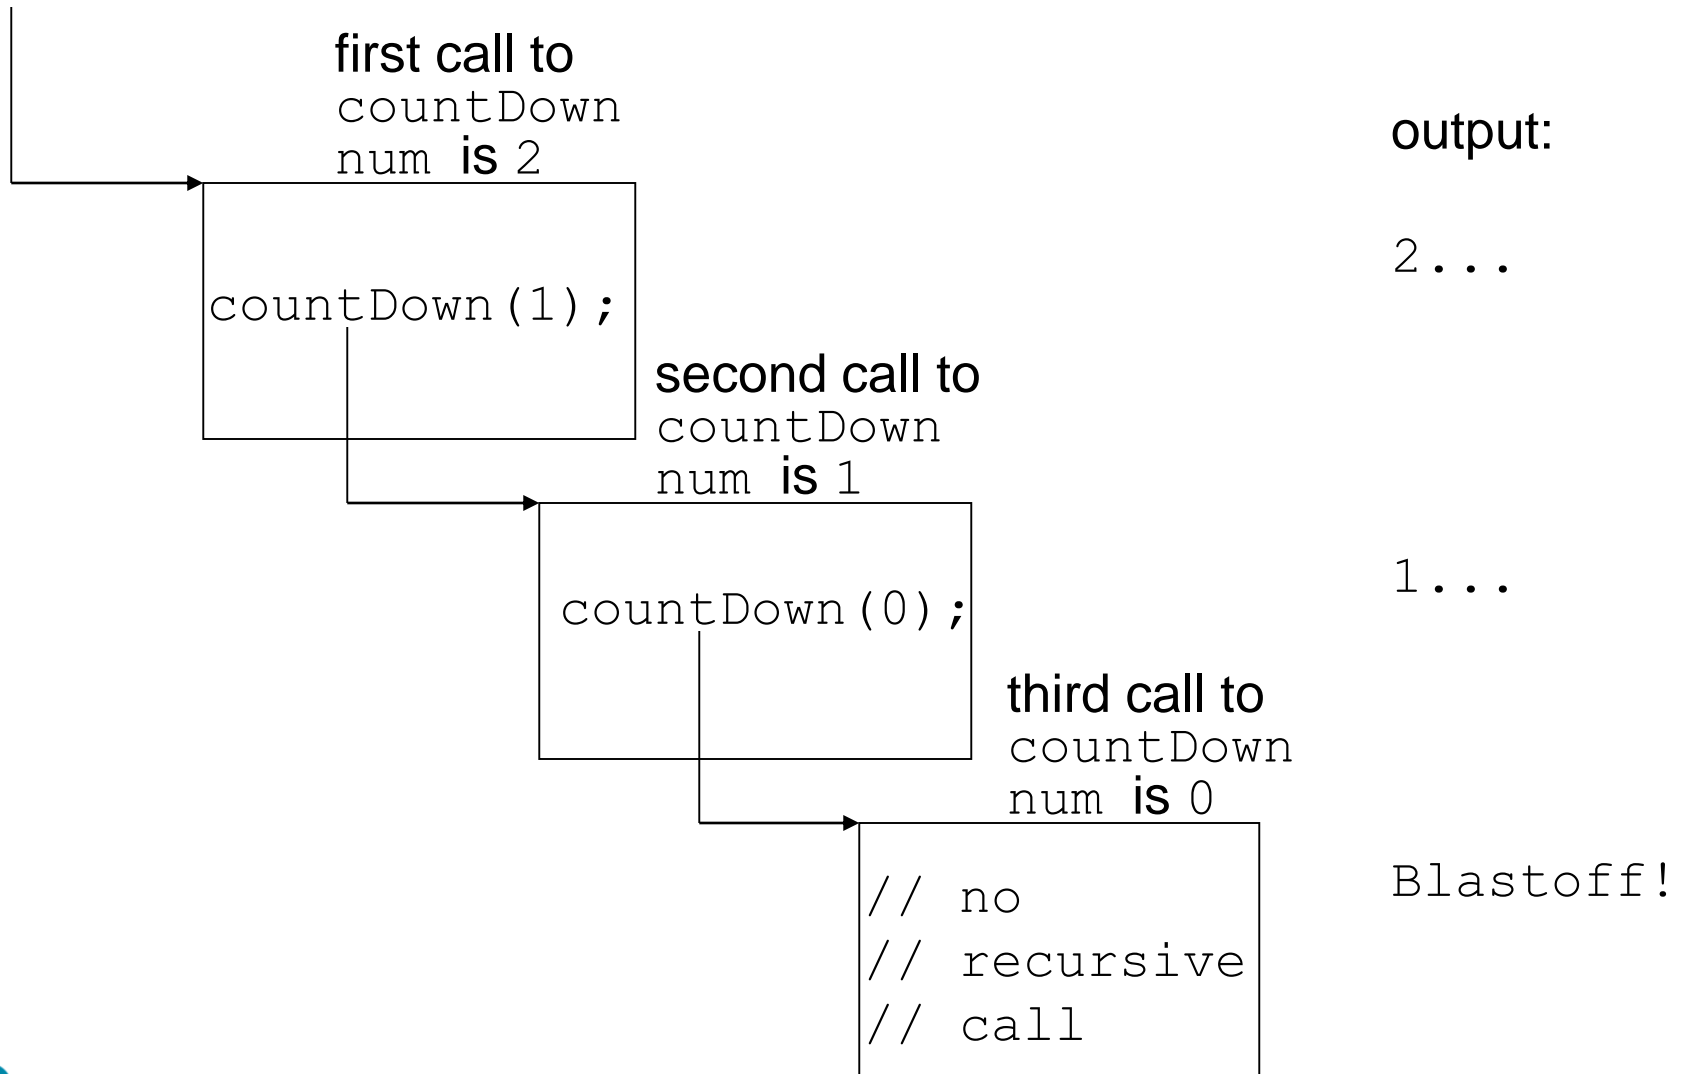 first call to
countDown
num is 2
output:
2...
countDown(1);
second call to
countDown
num is 1
1...
countDown(0);
third call to
countDown
num is 0
Blastoff!
// no
// recursive
// call